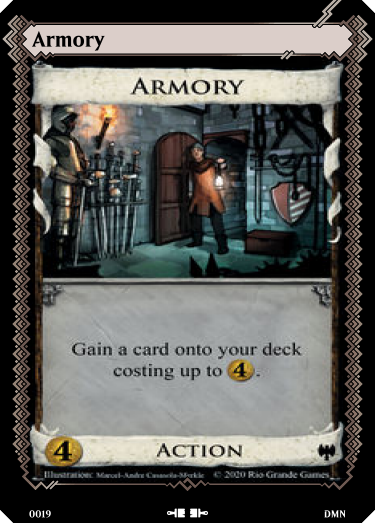 Armory
ARMORY
Gain a card onto your deck
costing up to 4.
4 ACTION
Illustration: Marcel-Andre Casasola-Merkle © 2020 Rio Grande Games
0019 DMN